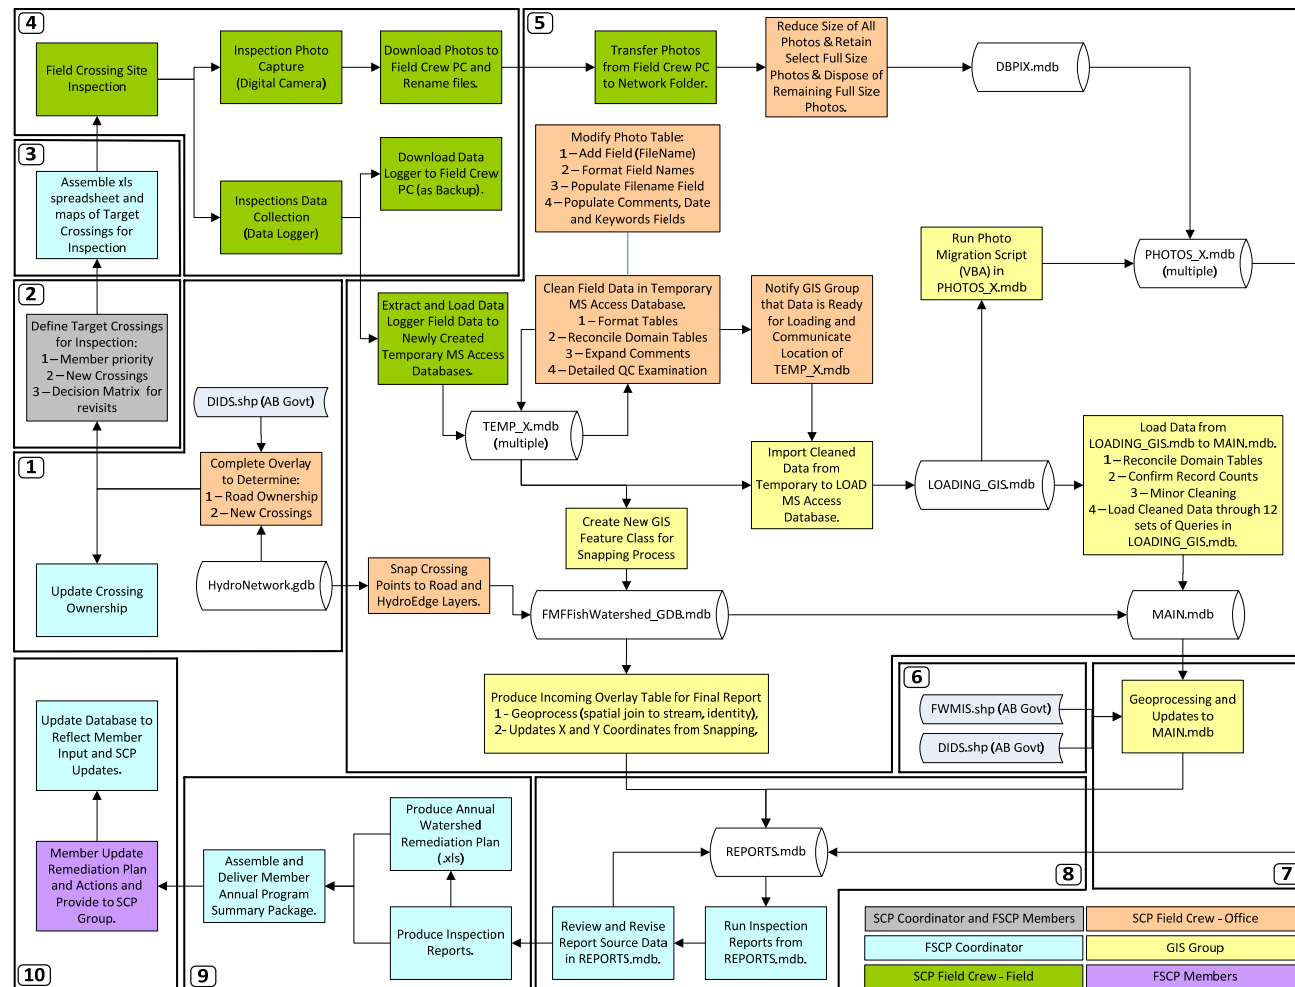 4
Field Crossing Site
Inspection
Inspection Photo
Capture
(Digital Camera)
Download Photos to
Field Crew PC and
Rename files.
Download Data
Logger to Field Crew
PC (as Backup).
Inspections Data
Collection
(Data Logger)
3
Assemble xls
spreadsheet and
maps of Target
Crossings for
Inspection
2
Define Target Crossings
for Inspection:
1 – Member priority
2 – New Crossings
3 – Decision Matrix for
revisits
1
DIDS.shp (AB Govt)
Complete Overlay
to Determine:
1 – Road Ownership
2 – New Crossings
Update Crossing
Ownership
HydroNetwork.gdb
5
Transfer Photos
from Field Crew PC
to Network Folder.
Reduce Size of All
Photos & Retain
Select Full Size
Photos & Dispose of
Remaining Full Size
Photos.
DBPIX.mdb
Modify Photo Table:
1 – Add Field (FileName)
2 – Format Field Names
3 – Populate Filename Field
4 – Populate Comments, Date
and Keywords Fields
Run Photo
Migration Script
(VBA) in
PHOTOS_X.mdb
PHOTOS_X.mdb
(multiple)
Extract and Load Data
Logger Field Data to
Newly Created
Temporary MS Access
Databases.
Clean Field Data in Temporary
MS Access Database.
1 – Format Tables
2 – Reconcile Domain Tables
3 – Expand Comments
4 – Detailed QC Examination
Notify GIS Group
that Data is Ready
for Loading and
Communicate
Location of
TEMP_X.mdb
TEMP_X.mdb
(multiple)
Import Cleaned
Data from
Temporary to LOAD
MS Access
Database.
LOADING_GIS.mdb
Load Data from
LOADING_GIS.mdb to MAIN.mdb.
1 – Reconcile Domain Tables
2 – Confirm Record Counts
3 – Minor Cleaning
4 – Load Cleaned Data through 12
sets of Queries in
LOADING_GIS.mdb.
Create New GIS
Feature Class for
Snapping Process
Snap Crossing
Points to Road and
HydroEdge Layers.
FMFFishWatershed_GDB.mdb
MAIN.mdb
Produce Incoming Overlay Table for Final Report
1 - Geoprocess (spatial join to stream, identity),
2- Updates X and Y Coordinates from Snapping,
6
FWMIS.shp (AB Govt)
DIDS.shp (AB Govt)
Geoprocessing and
Updates to
MAIN.mdb
7
REPORTS.mdb
8
Review and Revise
Report Source Data
in REPORTS.mdb.
Run Inspection
Reports from
REPORTS.mdb.
Produce Annual
Watershed
Remediation Plan
(.xls)
Assemble and
Deliver Member
Annual Program
Summary Package.
Produce Inspection
Reports.
9
Update Database to
Reflect Member
Input and SCP
Updates.
Member Update
Remediation Plan
and Actions and
Provide to SCP
Group.
10
SCP Coordinator and FSCP Members
SCP Field Crew - Office
FSCP Coordinator
GIS Group
SCP Field Crew - Field
FSCP Members